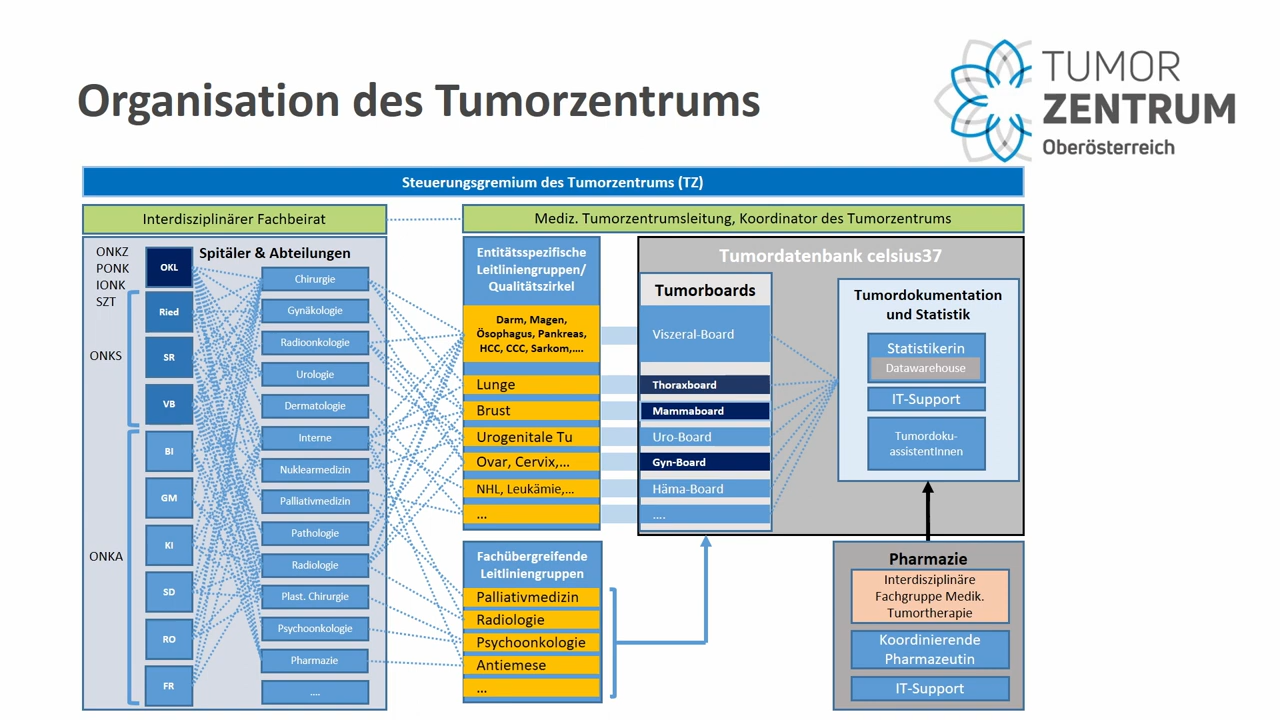 Organisation des Tumorzentrums
TUMOR
ZENTRUM
Oberösterreich
Steuerungsgremium des Tumorzentrums (TZ)
Interdisziplinärer Fachbeirat
Mediz. Tumorzentrumsleitung, Koordinator des Tumorzentrums
ONKZ
PONK
IONK
SZT
ONKS
ONKA
OKL
Ried
SR
VB
BI
GM
KI
SD
RO
FR
Spitäler & Abteilungen
Chirurgie
Gynäkologie
Radioonkologie
Urologie
Dermatologie
Interne
Nuklearmedizin
Palliativmedizin
Pathologie
Radiologie
Plast. Chirurgie
Psychoonkologie
Pharmazie
....
Entitätsspezifische
Leitliniengruppen/
Qualitätszirkel
Darm, Magen,
Ösophagus, Pankreas,
HCC, CCC, Sarkom,....
Lunge
Brust
Urogenitale Tu
Ovar, Cervix,...
NHL, Leukämie,...
...
Fachübergreifende
Leitliniengruppen
Palliativmedizin
Radiologie
Psychoonkologie
Antiemese
...
Tumordatenbank celsius37
Tumorboards
Viszeral-Board
Thoraxboard
Mammaboard
Uro-Board
Gyn-Board
Häma-Board
....
Tumordokumentation
und Statistik
Statistikerin
Datawarehouse
IT-Support
Tumordoku-
assistentInnen
Pharmazie
Interdisziplinäre
Fachgruppe Medik.
Tumortherapie
Koordinierende
Pharmazeutin
IT-Support